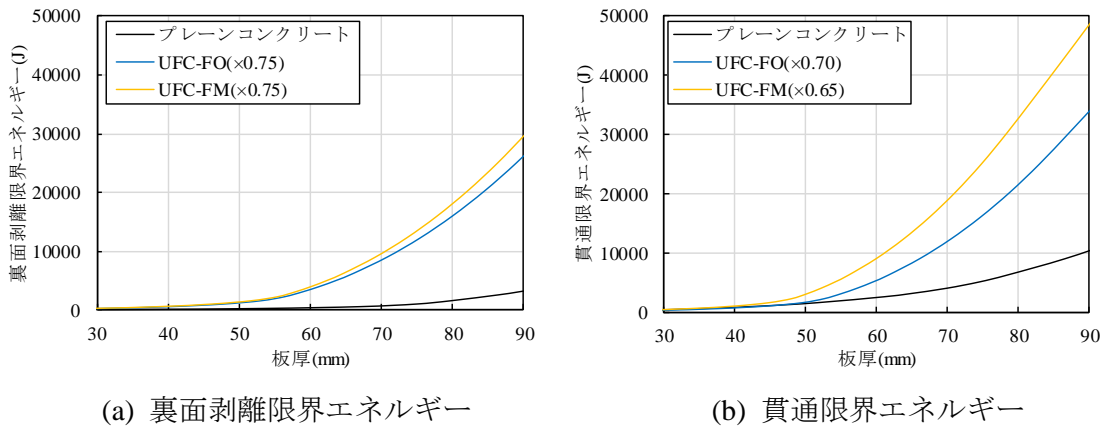 50000
40000
30000
20000
10000
0
裏面剥離限界エネルギー(J)
プレーンコンクリート
UFC-FO(×0.75)
UFC-FM(×0.75)
30 40 50 60 70 80 90
板厚(mm)
(a) 裏面剥離限界エネルギー
50000
40000
30000
20000
10000
0
貫通限界エネルギー(J)
プレーンコンクリート
UFC-FO(×0.70)
UFC-FM(×0.65)
30 40 50 60 70 80 90
板厚(mm)
(b) 貫通限界エネルギー